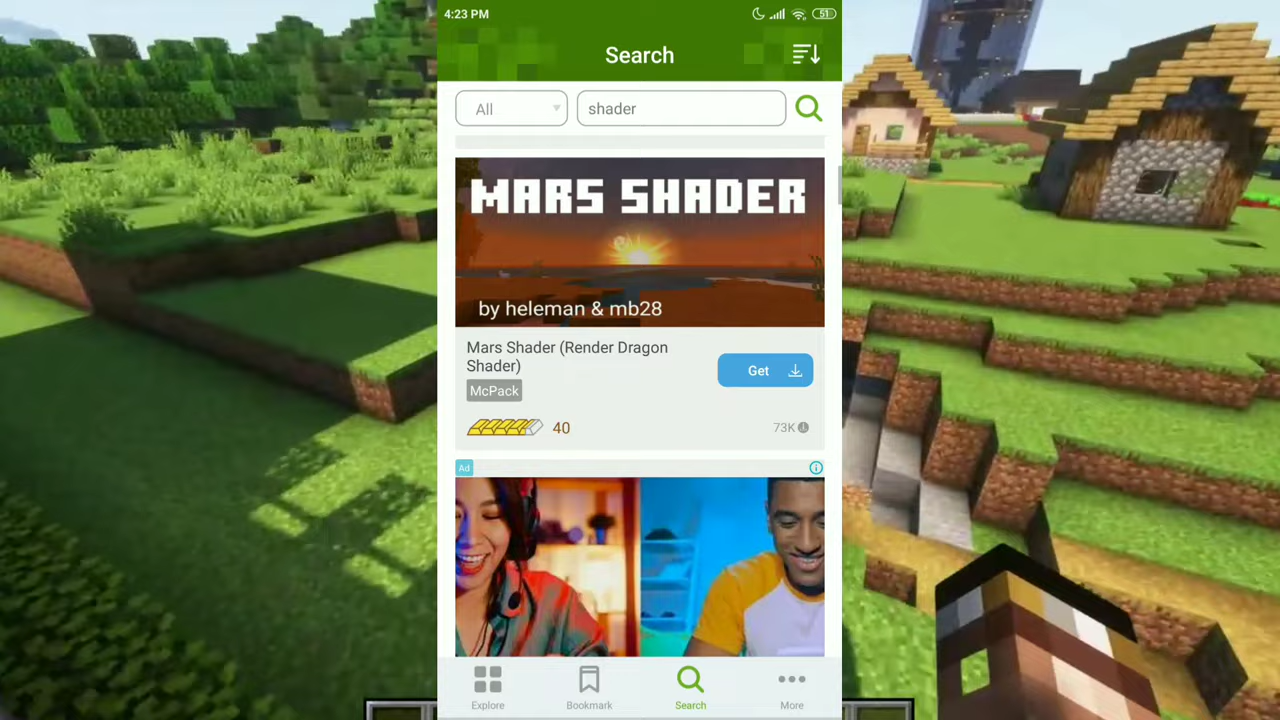 4:23 PM
51
Search
All
shader
MARS SHADER
by heleman & mb28
Mars Shader (Render Dragon
Shader)
Get
McPack
40
73K
Ad
Explore
Bookmark
Search
More